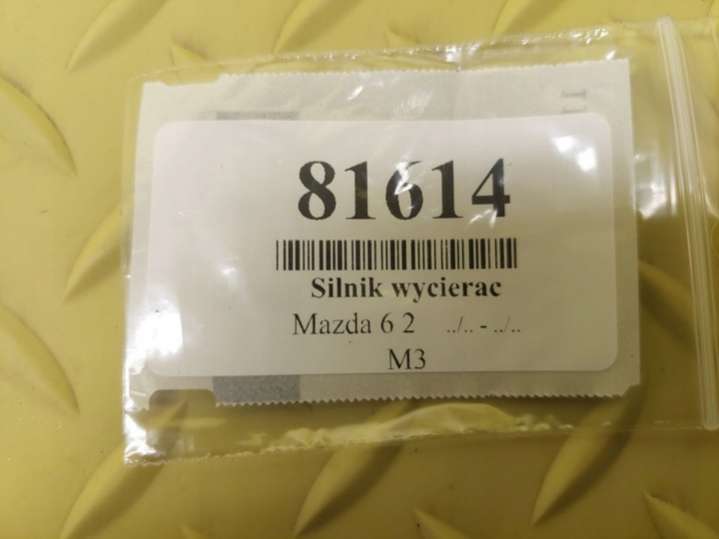 81614
Silnik wycierac
Mazda 6 2 ../.. - ../..
M3